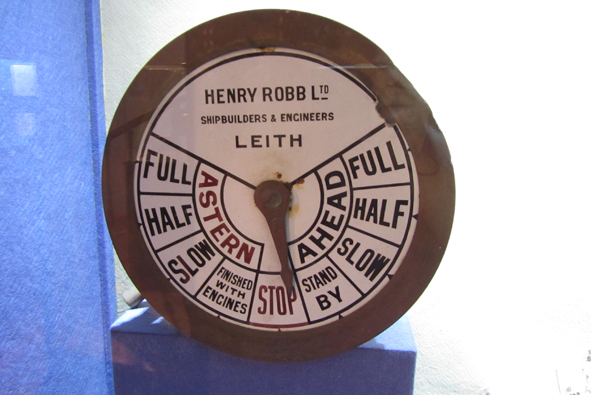 HENRY ROBB LTD
SHIPBUILDERS & ENGINEERS
LEITH
FULL
HALF
SLOW
ASTERN
FINISHED
WITH
ENGINES
STOP
STAND
BY
AHEAD
SLOW
HALF
FULL